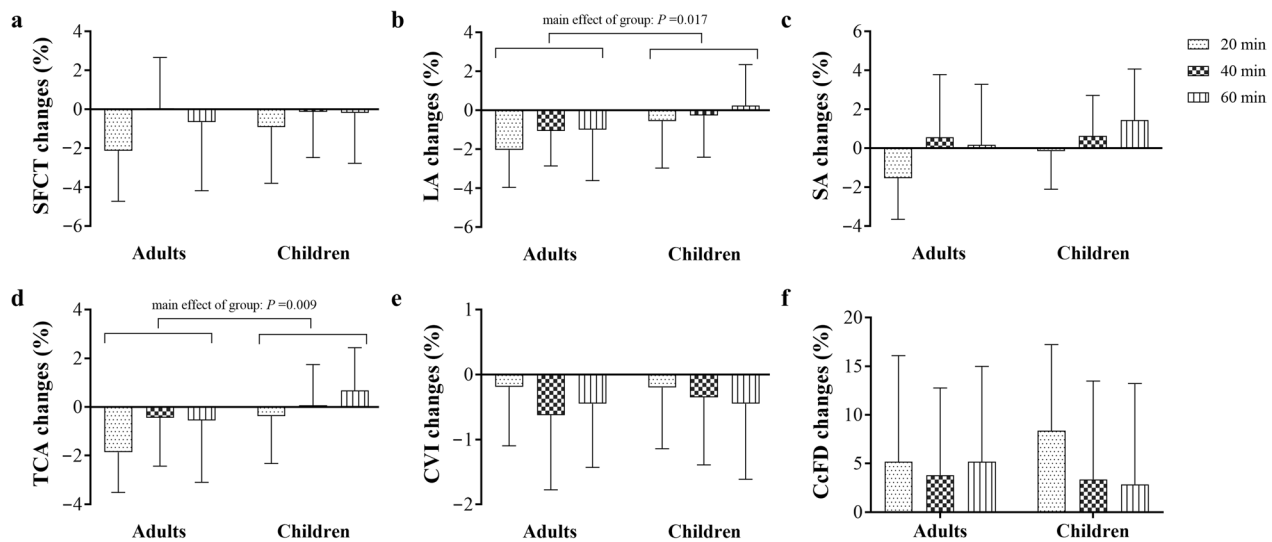 a
SFCT changes (%)
4
2
0
−2
−4
−6
Adults
Children
b
main effect of group: P =0.017
LA changes (%)
4
2
0
−2
−4
−6
Adults
Children
c
SA changes (%)
6
4
2
0
−2
−4
Adults
Children
20 min
40 min
60 min
d
main effect of group: P =0.009
TCA changes (%)
4
2
0
−2
−4
Adults
Children
e
CVI changes (%)
1
0
−1
−2
Adults
Children
f
CcFD changes (%)
20
15
10
5
0
Adults
Children